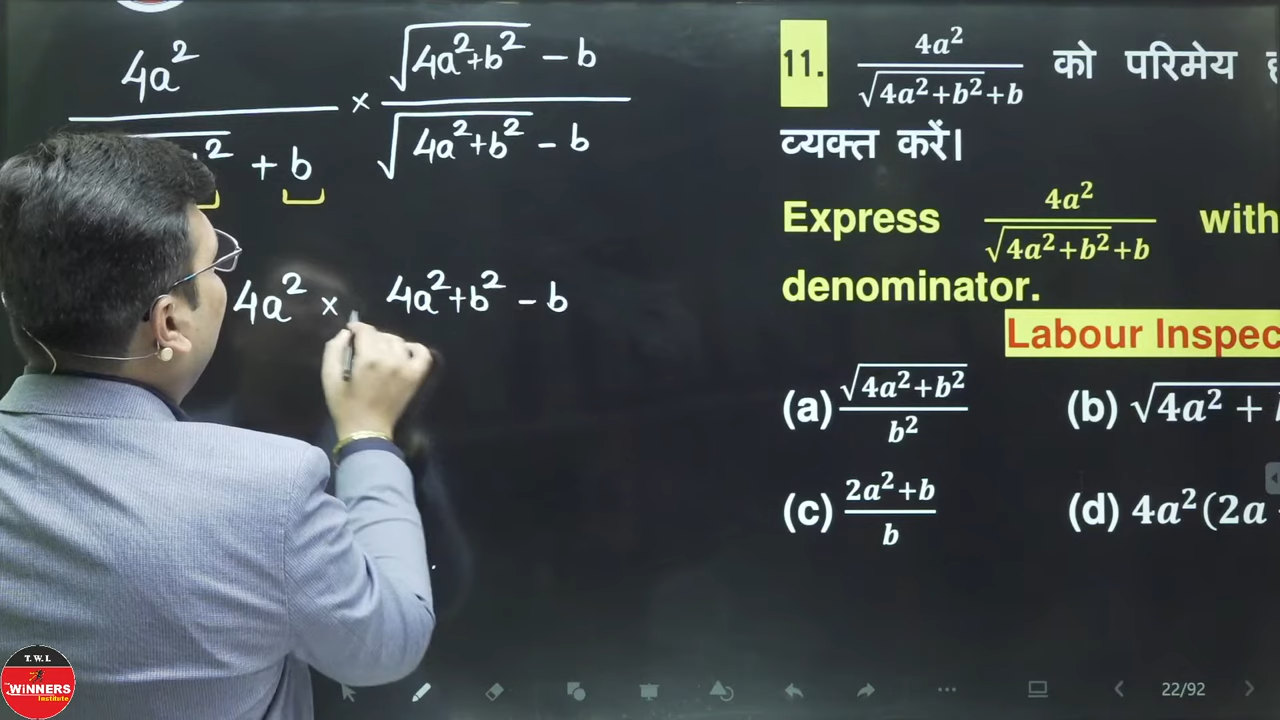 4a² / + b × √4a²+b² − b / √4a²+b² − b
4a² × 4a²+b² − b
11. 4a² / √4a²+b²+b को परिमेय
व्यक्त करें।
Express 4a² / √4a²+b²+b with
denominator.
Labour Inspec
(a) √4a²+b² / b² (b) √4a² +
(c) 2a²+b / b (d) 4a²(2a
T.W.I.
WiNNERS
Institute
22/92